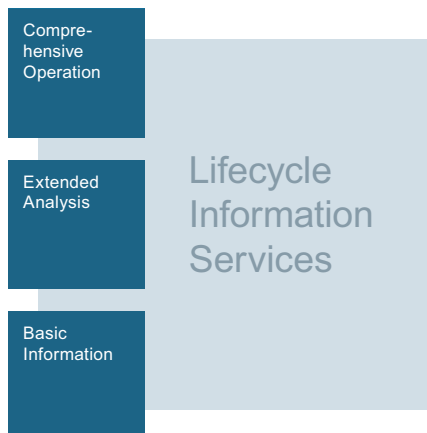 Compre-
hensive
Operation
Extended
Analysis
Basic
Information
Lifecycle
Information
Services